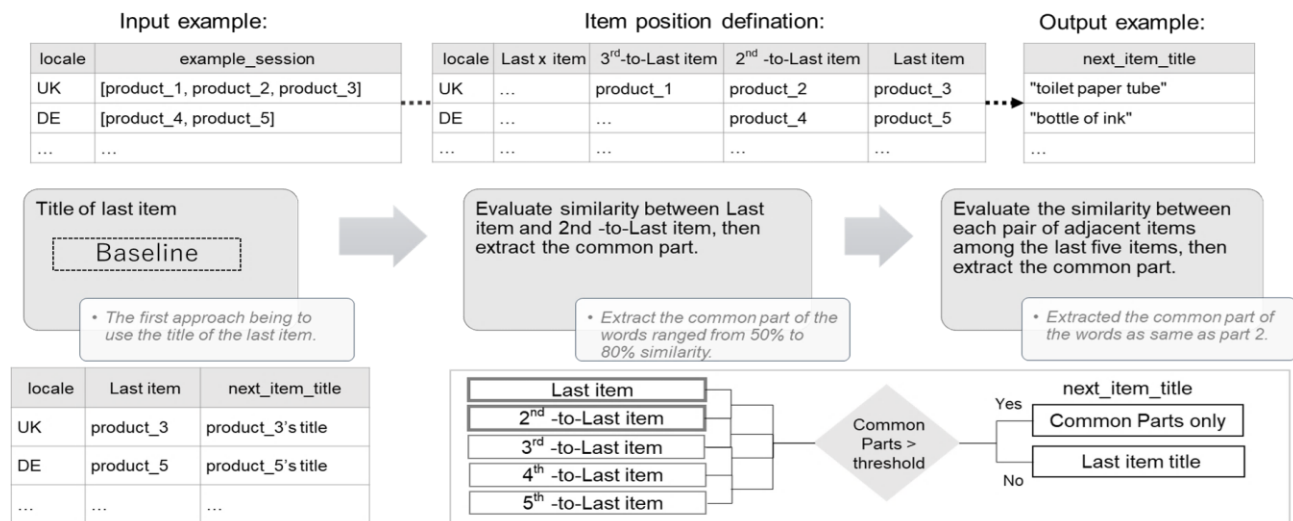 Input example:
Item position defination:
Output example:
locale example_session
UK [product_1, product_2, product_3]
DE [product_4, product_5]
... ...
locale Last x item 3rd-to-Last item 2nd -to-Last item Last item
UK ... product_1 product_2 product_3
DE ... ... product_4 product_5
... ... ... ... ...
next_item_title
"toilet paper tube"
"bottle of ink"
...
Title of last item
Baseline
• The first approach being to
use the title of the last item.
Evaluate similarity between Last
item and 2nd -to-Last item, then
extract the common part.
• Extract the common part of the
words ranged from 50% to
80% similarity.
Evaluate the similarity between
each pair of adjacent items
among the last five items, then
extract the common part.
• Extracted the common part of
the words as same as part 2.
locale Last item next_item_title
UK product_3 product_3's title
DE product_5 product_5's title
... ... ...
Last item
2nd -to-Last item
3rd -to-Last item
4th -to-Last item
5th -to-Last item
Common
Parts >
threshold
Yes
No
next_item_title
Common Parts only
Last item title